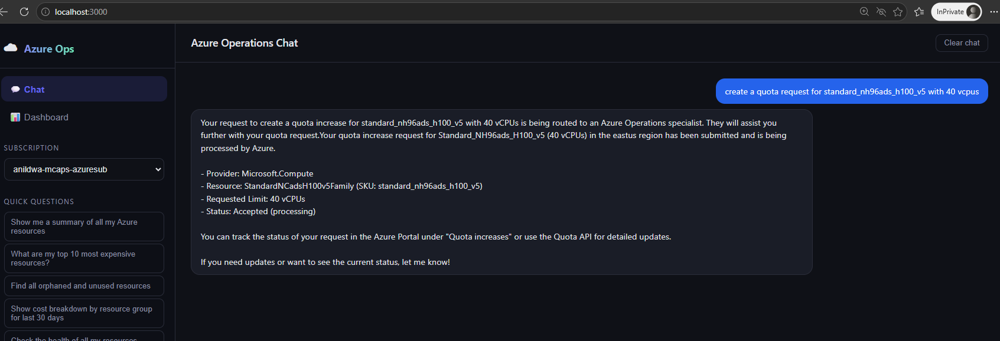 localhost:3000
InPrivate
Azure Ops
Chat
Dashboard
SUBSCRIPTION
anildwa-mcaps-azuresub
QUICK QUESTIONS
Show me a summary of all my Azure
resources
What are my top 10 most expensive
resources?
Find all orphaned and unused resources
Show cost breakdown by resource group
for last 30 days
Check the health of all my resources
Azure Operations Chat
Clear chat
create a quota request for standard_nh96ads_h100_v5 with 40 vcpus
Your request to create a quota increase for standard_nh96ads_h100_v5 with 40 vCPUs is being routed to an Azure Operations specialist. They will assist you
further with your quota request.Your quota increase request for Standard_NH96ads_H100_v5 (40 vCPUs) in the eastus region has been submitted and is being
processed by Azure.
- Provider: Microsoft.Compute
- Resource: StandardNCadsH100v5Family (SKU: standard_nh96ads_h100_v5)
- Requested Limit: 40 vCPUs
- Status: Accepted (processing)
You can track the status of your request in the Azure Portal under "Quota increases" or use the Quota API for detailed updates.
If you need updates or want to see the current status, let me know!